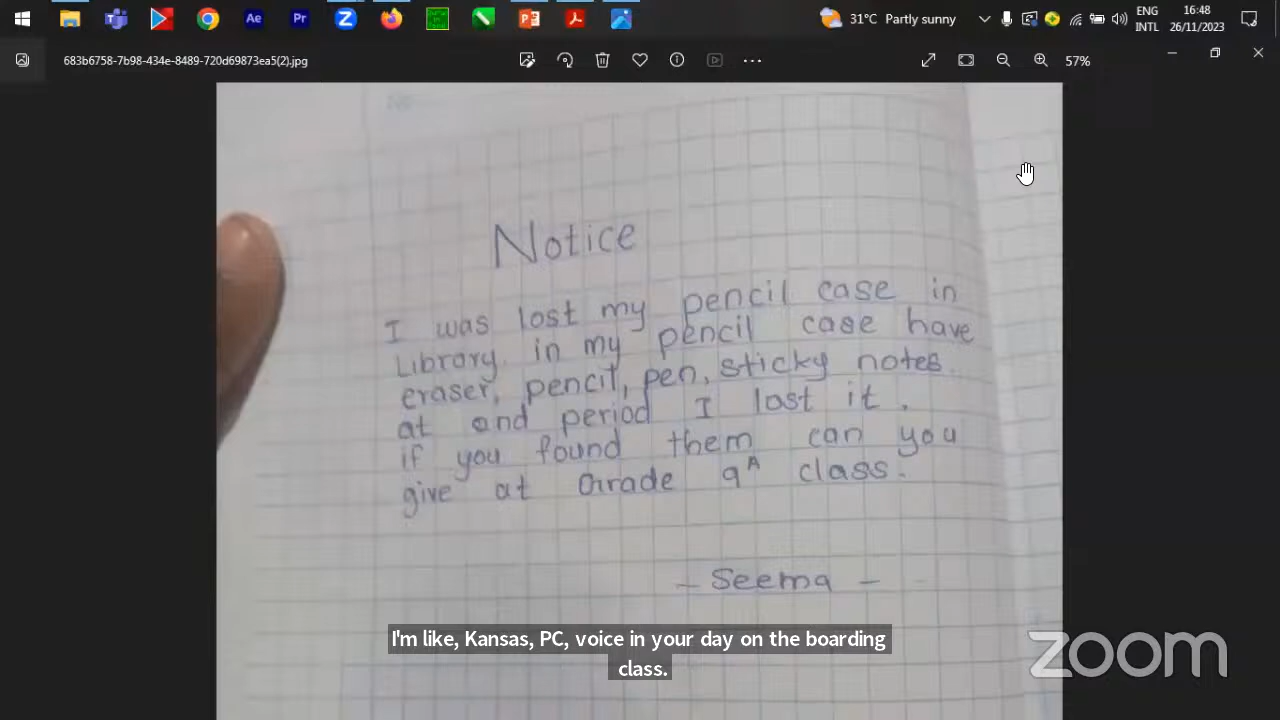 Ae
Pr
31°C Partly sunny
ENG
INTL
16:48
26/11/2023
683b6758-7b98-434e-8489-720d69873ea5(2).jpg
57%
Notice
I was lost my pencil case in
Library. in my pencil case have
eraser, pencil, pen, sticky notes.
at and period I lost it.
if you found them can you
give at Grade 9A class.
- Seema -
I'm like, Kansas, PC, voice in your day on the boarding
class.
zoom